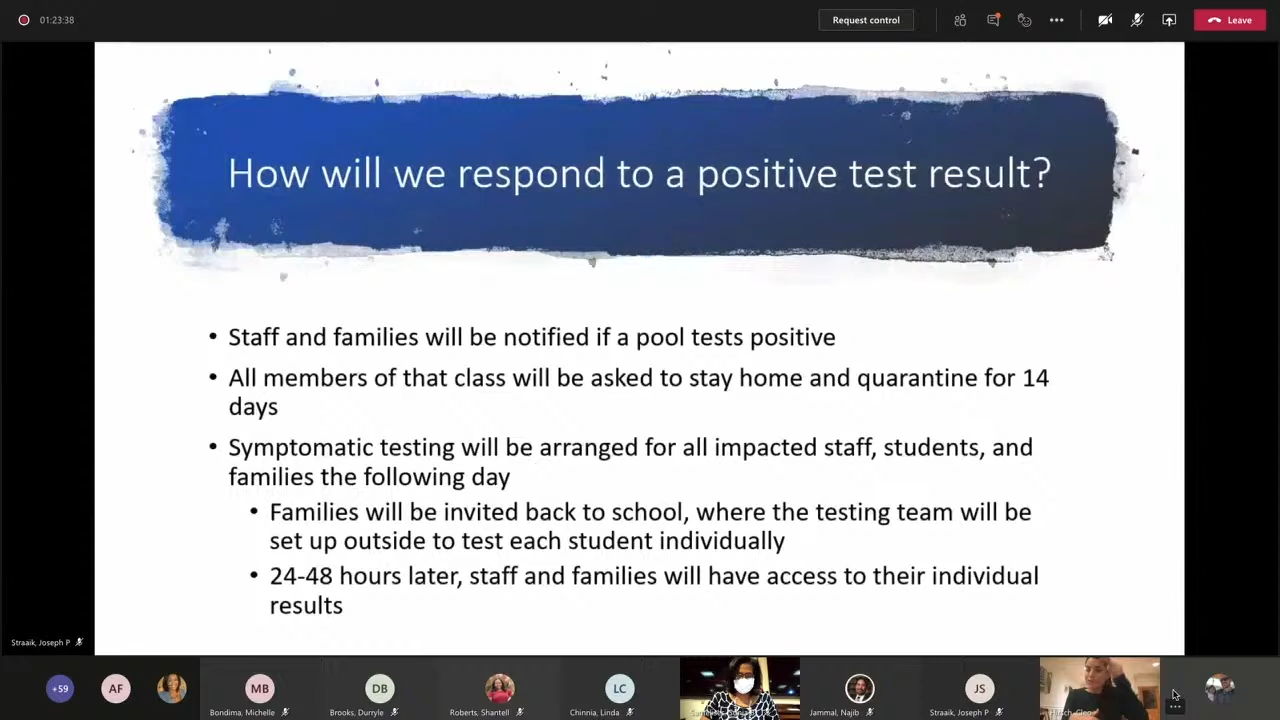 01:23:38
Request control
Leave
How will we respond to a positive test result?
• Staff and families will be notified if a pool tests positive
• All members of that class will be asked to stay home and quarantine for 14
days
• Symptomatic testing will be arranged for all impacted staff, students, and
families the following day
• Families will be invited back to school, where the testing team will be
set up outside to test each student individually
• 24-48 hours later, staff and families will have access to their individual
results
Straaik, Joseph P
+59
AF
MB
DB
LC
JS
Bondima, Michelle
Brooks, Durryle
Roberts, Shantell
Chinnia, Linda
Jammal, Najib
Straaik, Joseph P
Hirsch, Cleo